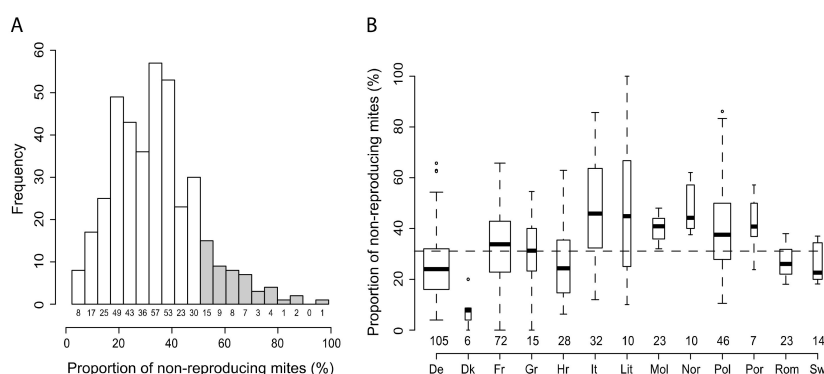 A
Frequency
60
50
40
30
20
10
0
8 17 25 49 43 36 57 53 23 30 15 9 8 7 3 4 1 2 0 1
0 20 40 60 80 100
Proportion of non-reproducing mites (%)
B
Proportion of non-reproducing mites (%)
100
80
60
40
20
0
105 6 72 15 28 32 10 23 10 46 7 23 14
De Dk Fr Gr Hr It Lit Mol Nor Pol Por Rom Sw